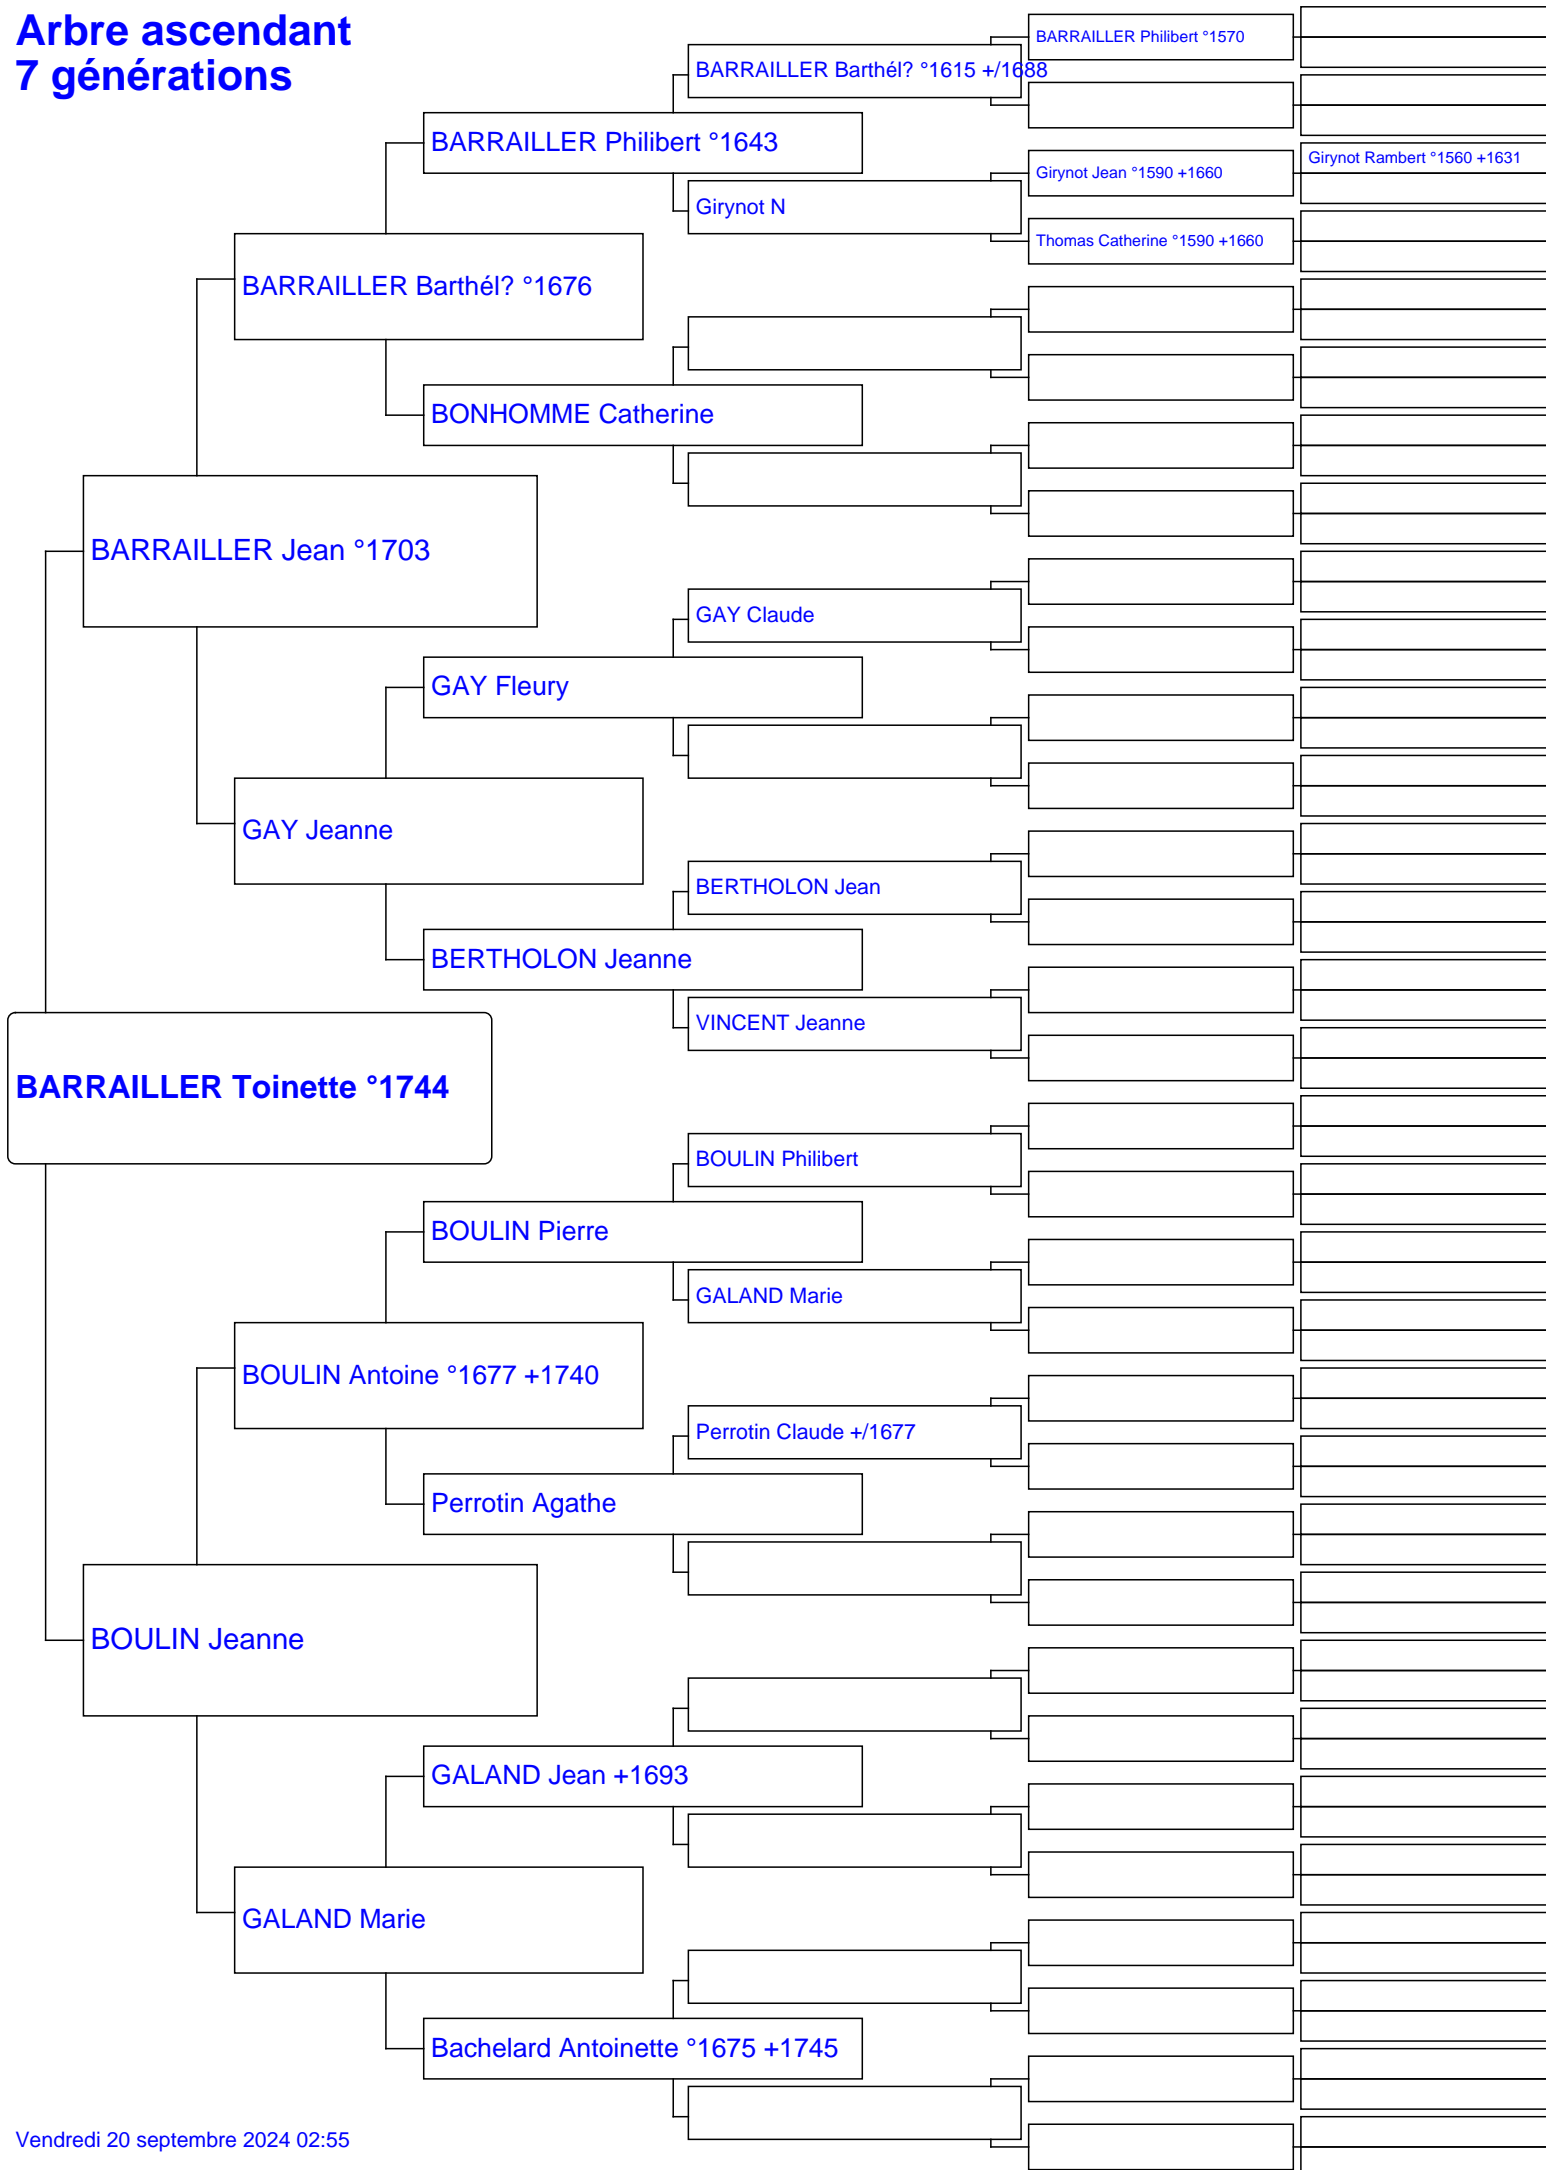 Arbre ascendant
7 générations
BARRAILLER Philibert °1570
BARRAILLER Barthél? °1615 +/1688
BARRAILLER Philibert °1643
Girynot Rambert °1560 +1631
Girynot Jean °1590 +1660
Girynot N
Thomas Catherine °1590 +1660
BARRAILLER Barthél? °1676
BONHOMME Catherine
BARRAILLER Jean °1703
GAY Claude
GAY Fleury
GAY Jeanne
BERTHOLON Jean
BERTHOLON Jeanne
VINCENT Jeanne
BARRAILLER Toinette °1744
BOULIN Philibert
BOULIN Pierre
GALAND Marie
BOULIN Antoine °1677 +1740
Perrotin Claude +/1677
Perrotin Agathe
BOULIN Jeanne
GALAND Jean +1693
GALAND Marie
Bachelard Antoinette °1675 +1745
Vendredi 20 septembre 2024 02:55